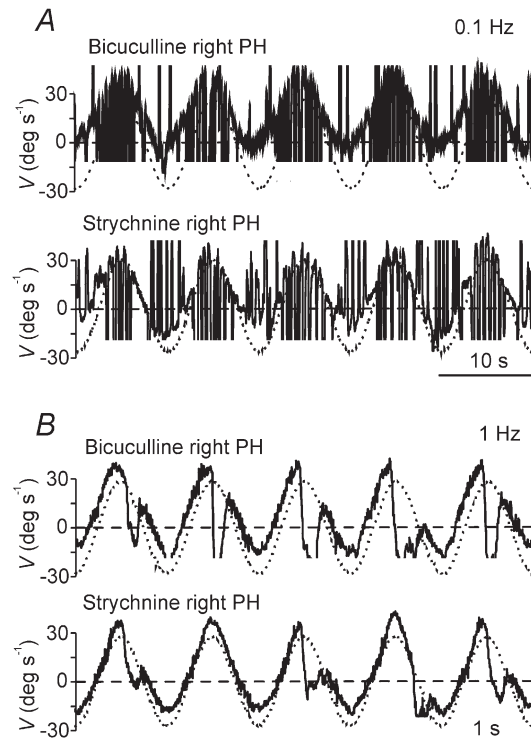 A
0.1 Hz
Bicuculline right PH
V (deg s⁻¹)
30
0
-30
Strychnine right PH
V (deg s⁻¹)
30
0
-30
10 s
B
1 Hz
Bicuculline right PH
V (deg s⁻¹)
30
0
-30
Strychnine right PH
V (deg s⁻¹)
30
0
-30
1 s